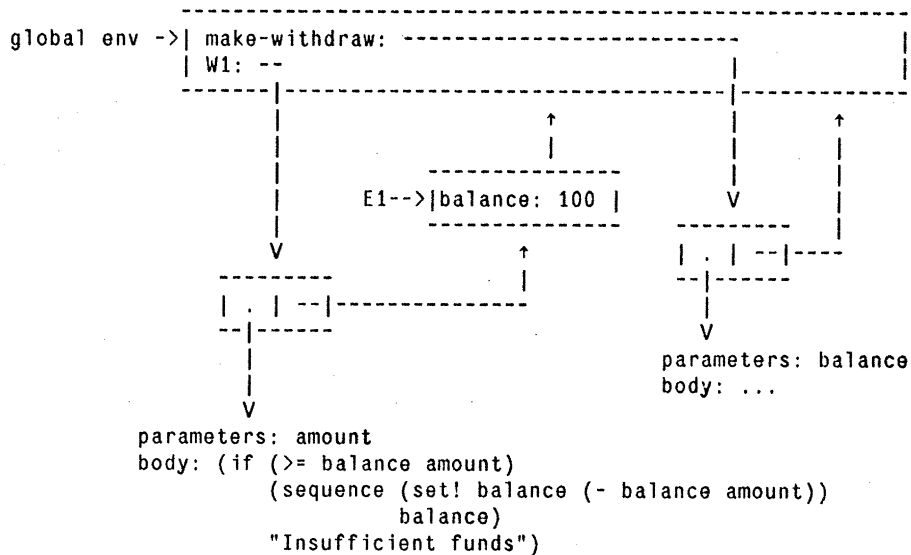 global env ->| make-withdraw: |
| W1: -- |
E1-->|balance: 100 |
| . | --|
| . | --|
parameters: balance
body: ...
parameters: amount
body: (if (>= balance amount)
(sequence (set! balance (- balance amount))
balance)
"Insufficient funds")